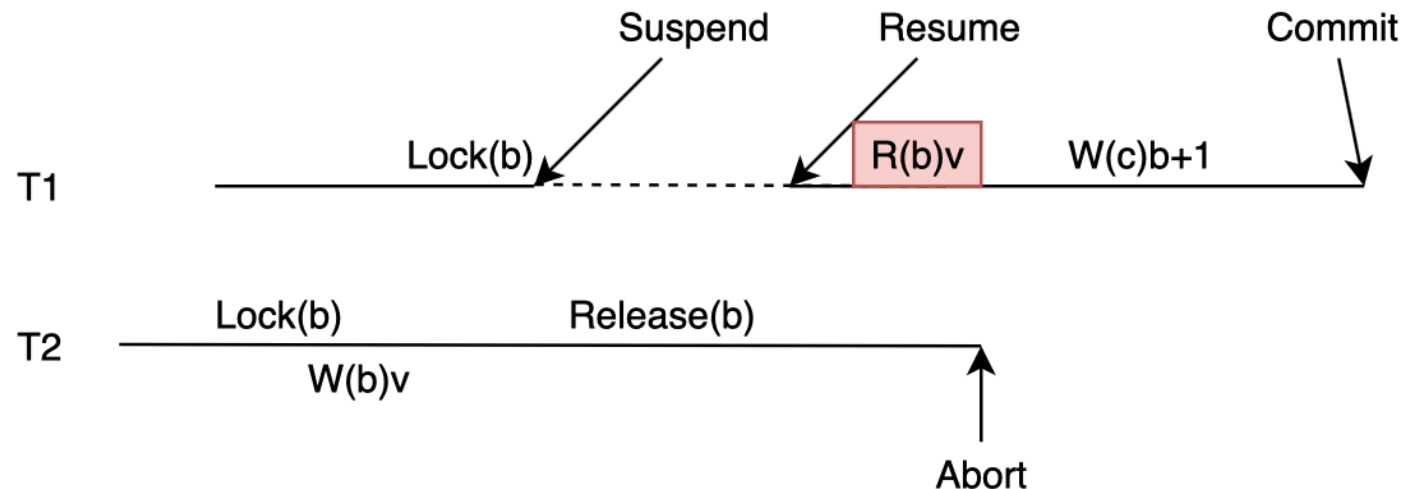 Suspend
Resume
Commit
Lock(b)
R(b)v
W(c)b+1
T1
Lock(b)
Release(b)
T2
W(b)v
Abort